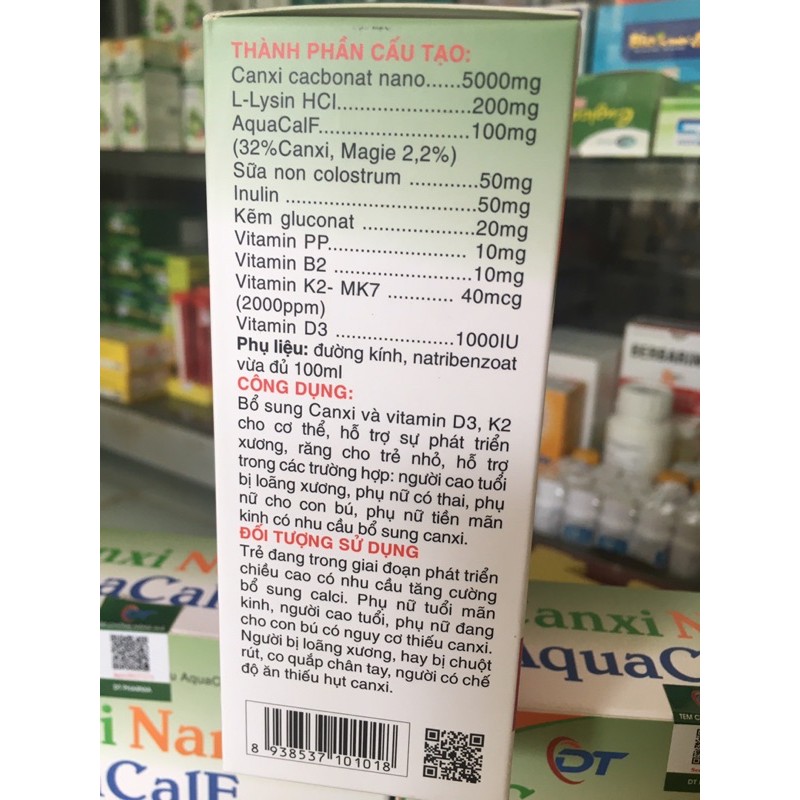 THÀNH PHẦN CẤU TẠO:
Canxi cacbonat nano......5000mg
L-Lysin HCl....................200mg
AquaCalF......................100mg
(32%Canxi, Magie 2,2%)
Sữa non colostrum .............50mg
Inulin ..........................50mg
Kẽm gluconat ................20mg
Vitamin PP.................... 10mg
Vitamin B2 ...................10mg
Vitamin K2- MK7 ........... 40mcg
(2000ppm)
Vitamin D3 .................1000IU
Phụ liệu: đường kính, natribenzoat
vừa đủ 100ml
CÔNG DỤNG:
Bổ sung Canxi và vitamin D3, K2
cho cơ thể, hỗ trợ sự phát triển
xương, răng cho trẻ nhỏ, hỗ trợ
trong các trường hợp: người cao tuổi
bị loãng xương, phụ nữ có thai, phụ
nữ cho con bú, phụ nữ tiền mãn
kinh có nhu cầu bổ sung canxi.
ĐỐI TƯỢNG SỬ DỤNG
Trẻ đang trong giai đoạn phát triển
chiều cao có nhu cầu tăng cường
bổ sung calci. Phụ nữ tuổi mãn
kinh, người cao tuổi, phụ nữ đang
cho con bú có nguy cơ thiếu canxi.
Người bị loãng xương, hay bị chuột
rút, co quắp chân tay, người có chế
độ ăn thiếu hụt canxi.
8 938537 101018
nxi Na
AquaCalF
DT
DT PHARMA
AquaC
i Nan
aCalF
Canxi N
AquaCa
DT
TEM C
DT